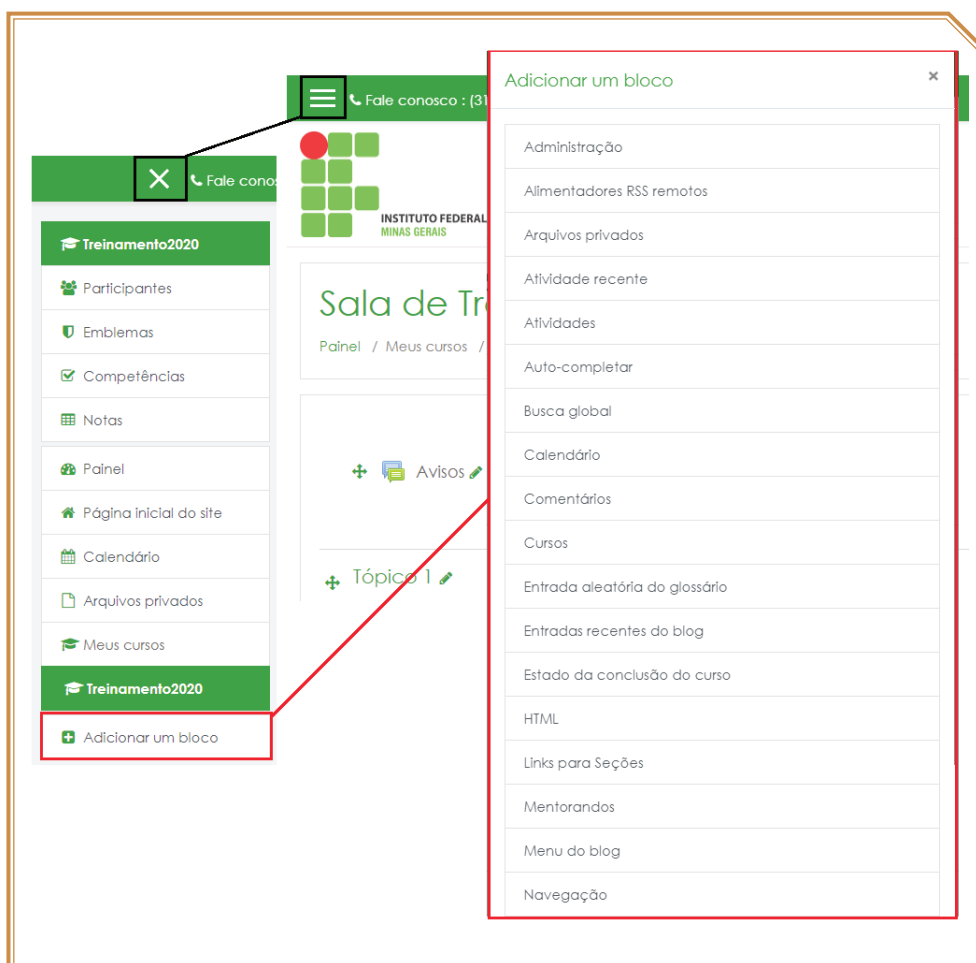 Fale conosco : (31
INSTITUTO FEDERAL
MINAS GERAIS
Sala de Tr
Painel / Meus cursos /
Avisos
Tópico 1
Fale conos
Treinamento2020
Participantes
Emblemas
Competências
Notas
Painel
Página inicial do site
Calendário
Arquivos privados
Meus cursos
Treinamento2020
Adicionar um bloco
Adicionar um bloco ×
Administração
Alimentadores RSS remotos
Arquivos privados
Atividade recente
Atividades
Auto-completar
Busca global
Calendário
Comentários
Cursos
Entrada aleatória do glossário
Entradas recentes do blog
Estado da conclusão do curso
HTML
Links para Seções
Mentorandos
Menu do blog
Navegação